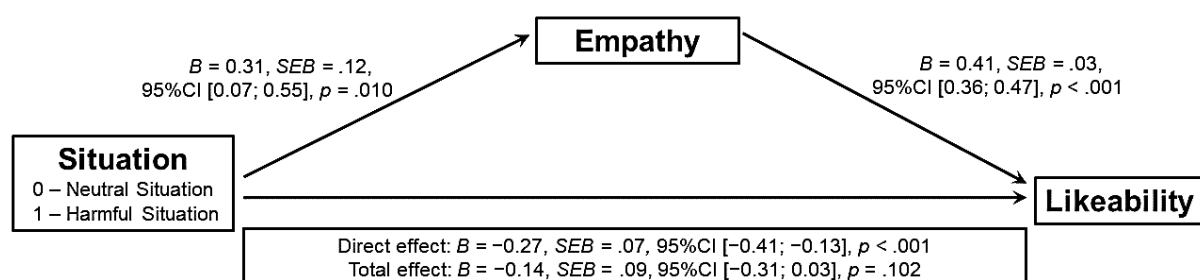 Empathy
B = 0.31, SEB = .12,
95%CI [0.07; 0.55], p = .010
B = 0.41, SEB = .03,
95%CI [0.36; 0.47], p < .001
Situation
0 – Neutral Situation
1 – Harmful Situation
Likeability
Direct effect: B = −0.27, SEB = .07, 95%CI [−0.41; −0.13], p < .001
Total effect: B = −0.14, SEB = .09, 95%CI [−0.31; 0.03], p = .102